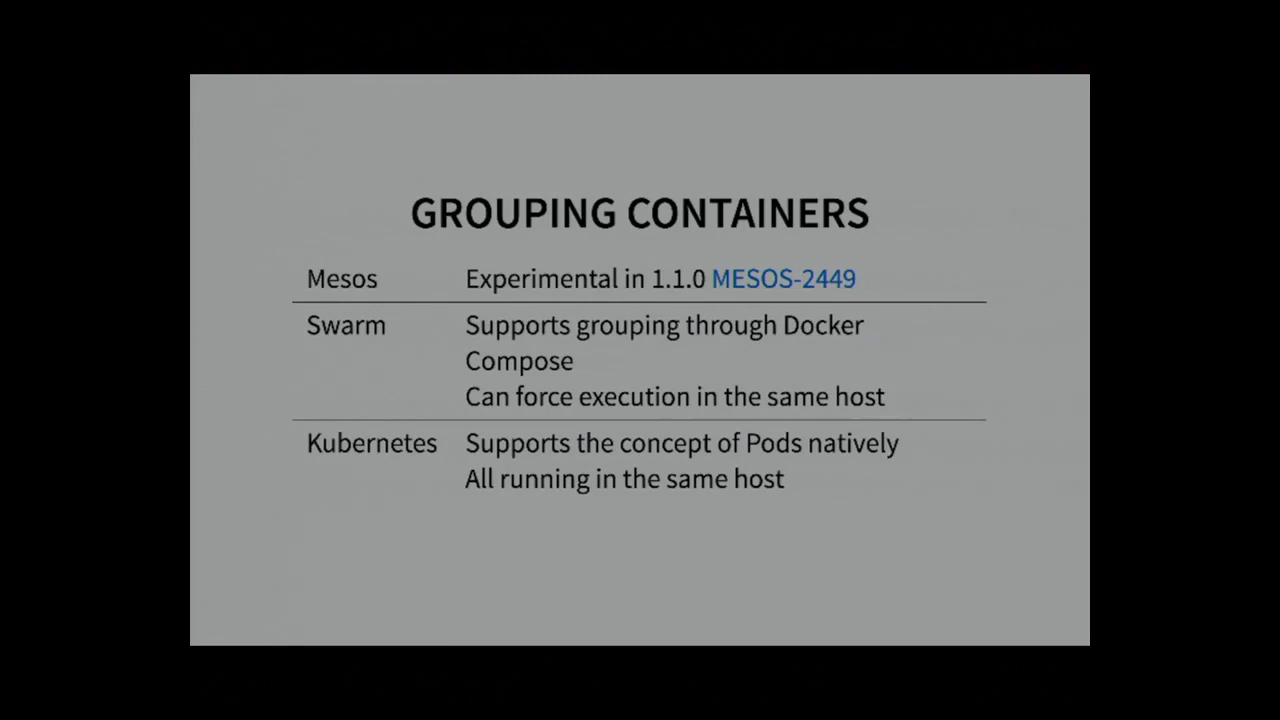 GROUPING CONTAINERS
Mesos Experimental in 1.1.0 MESOS-2449
Swarm Supports grouping through Docker
Compose
Can force execution in the same host
Kubernetes Supports the concept of Pods natively
All running in the same host